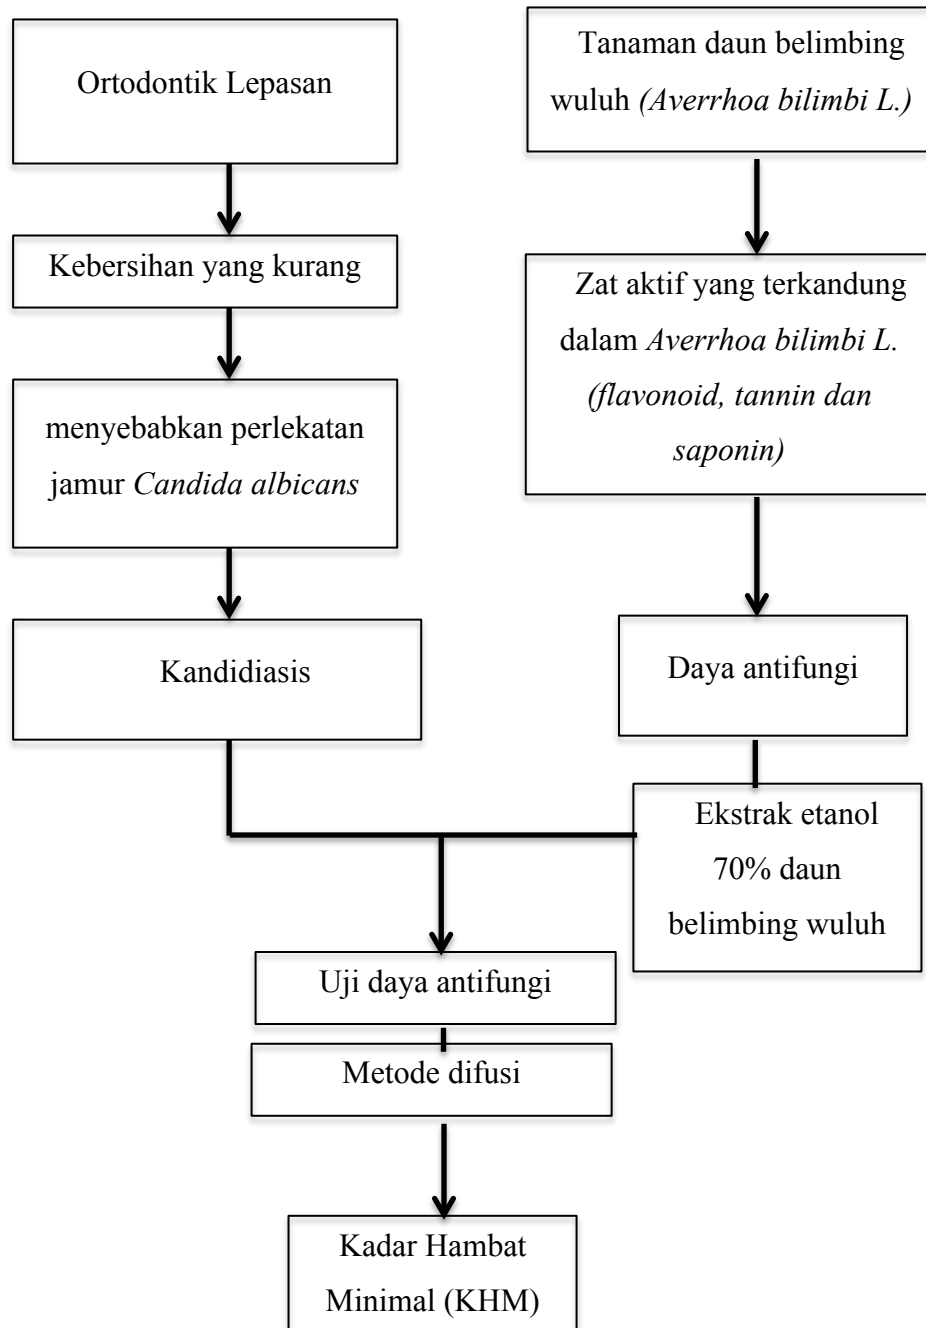 Ortodontik Lepasan
Kebersihan yang kurang
menyebabkan perlekatan
jamur Candida albicans
Kandidiasis
Tanaman daun belimbing
wuluh (Averrhoa bilimbi L.)
Zat aktif yang terkandung
dalam Averrhoa bilimbi L.
(flavonoid, tannin dan
saponin)
Daya antifungi
Ekstrak etanol
70% daun
belimbing wuluh
Uji daya antifungi
Metode difusi
Kadar Hambat
Minimal (KHM)